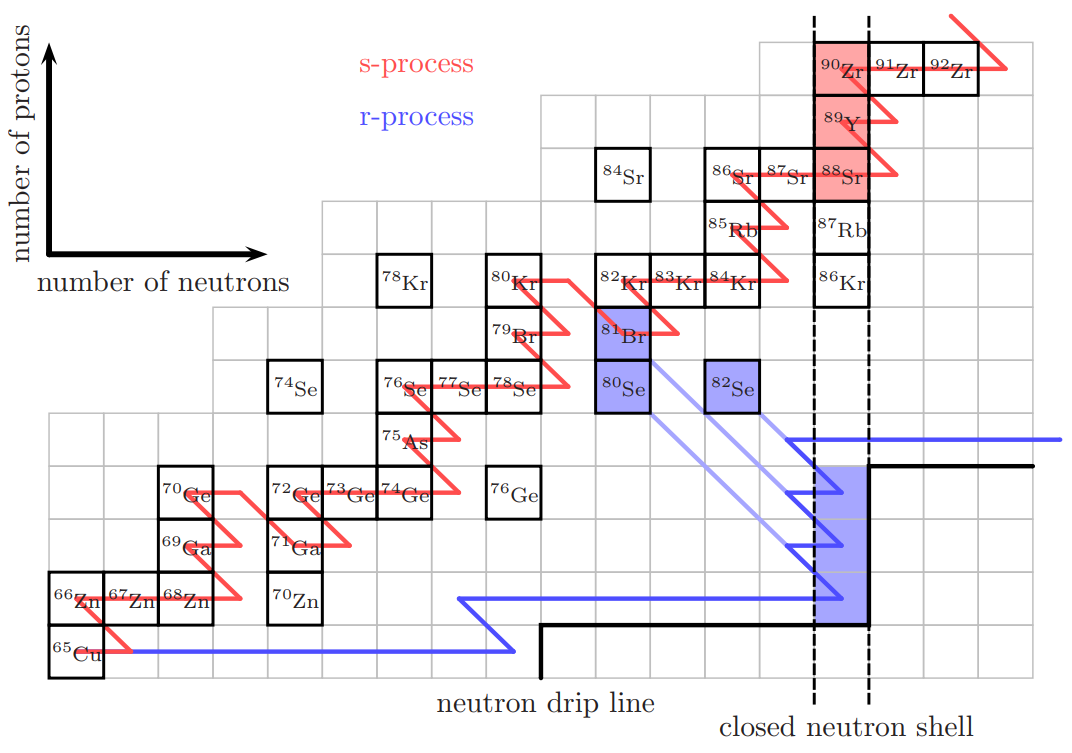 number of protons
number of neutrons
s-process
r-process
⁹⁰Zr ⁹¹Zr ⁹²Zr
⁸⁹Y
⁸⁴Sr ⁸⁶Sr ⁸⁷Sr ⁸⁸Sr
⁸⁵Rb ⁸⁷Rb
⁷⁸Kr ⁸⁰Kr ⁸²Kr ⁸³Kr ⁸⁴Kr ⁸⁶Kr
⁷⁹Br ⁸¹Br
⁷⁴Se ⁷⁶Se ⁷⁷Se ⁷⁸Se ⁸⁰Se ⁸²Se
⁷⁵As
⁷⁰Ge ⁷²Ge ⁷³Ge ⁷⁴Ge ⁷⁶Ge
⁶⁹Ga ⁷¹Ga
⁶⁶Zn ⁶⁷Zn ⁶⁸Zn ⁷⁰Zn
⁶⁵Cu
neutron drip line
closed neutron shell